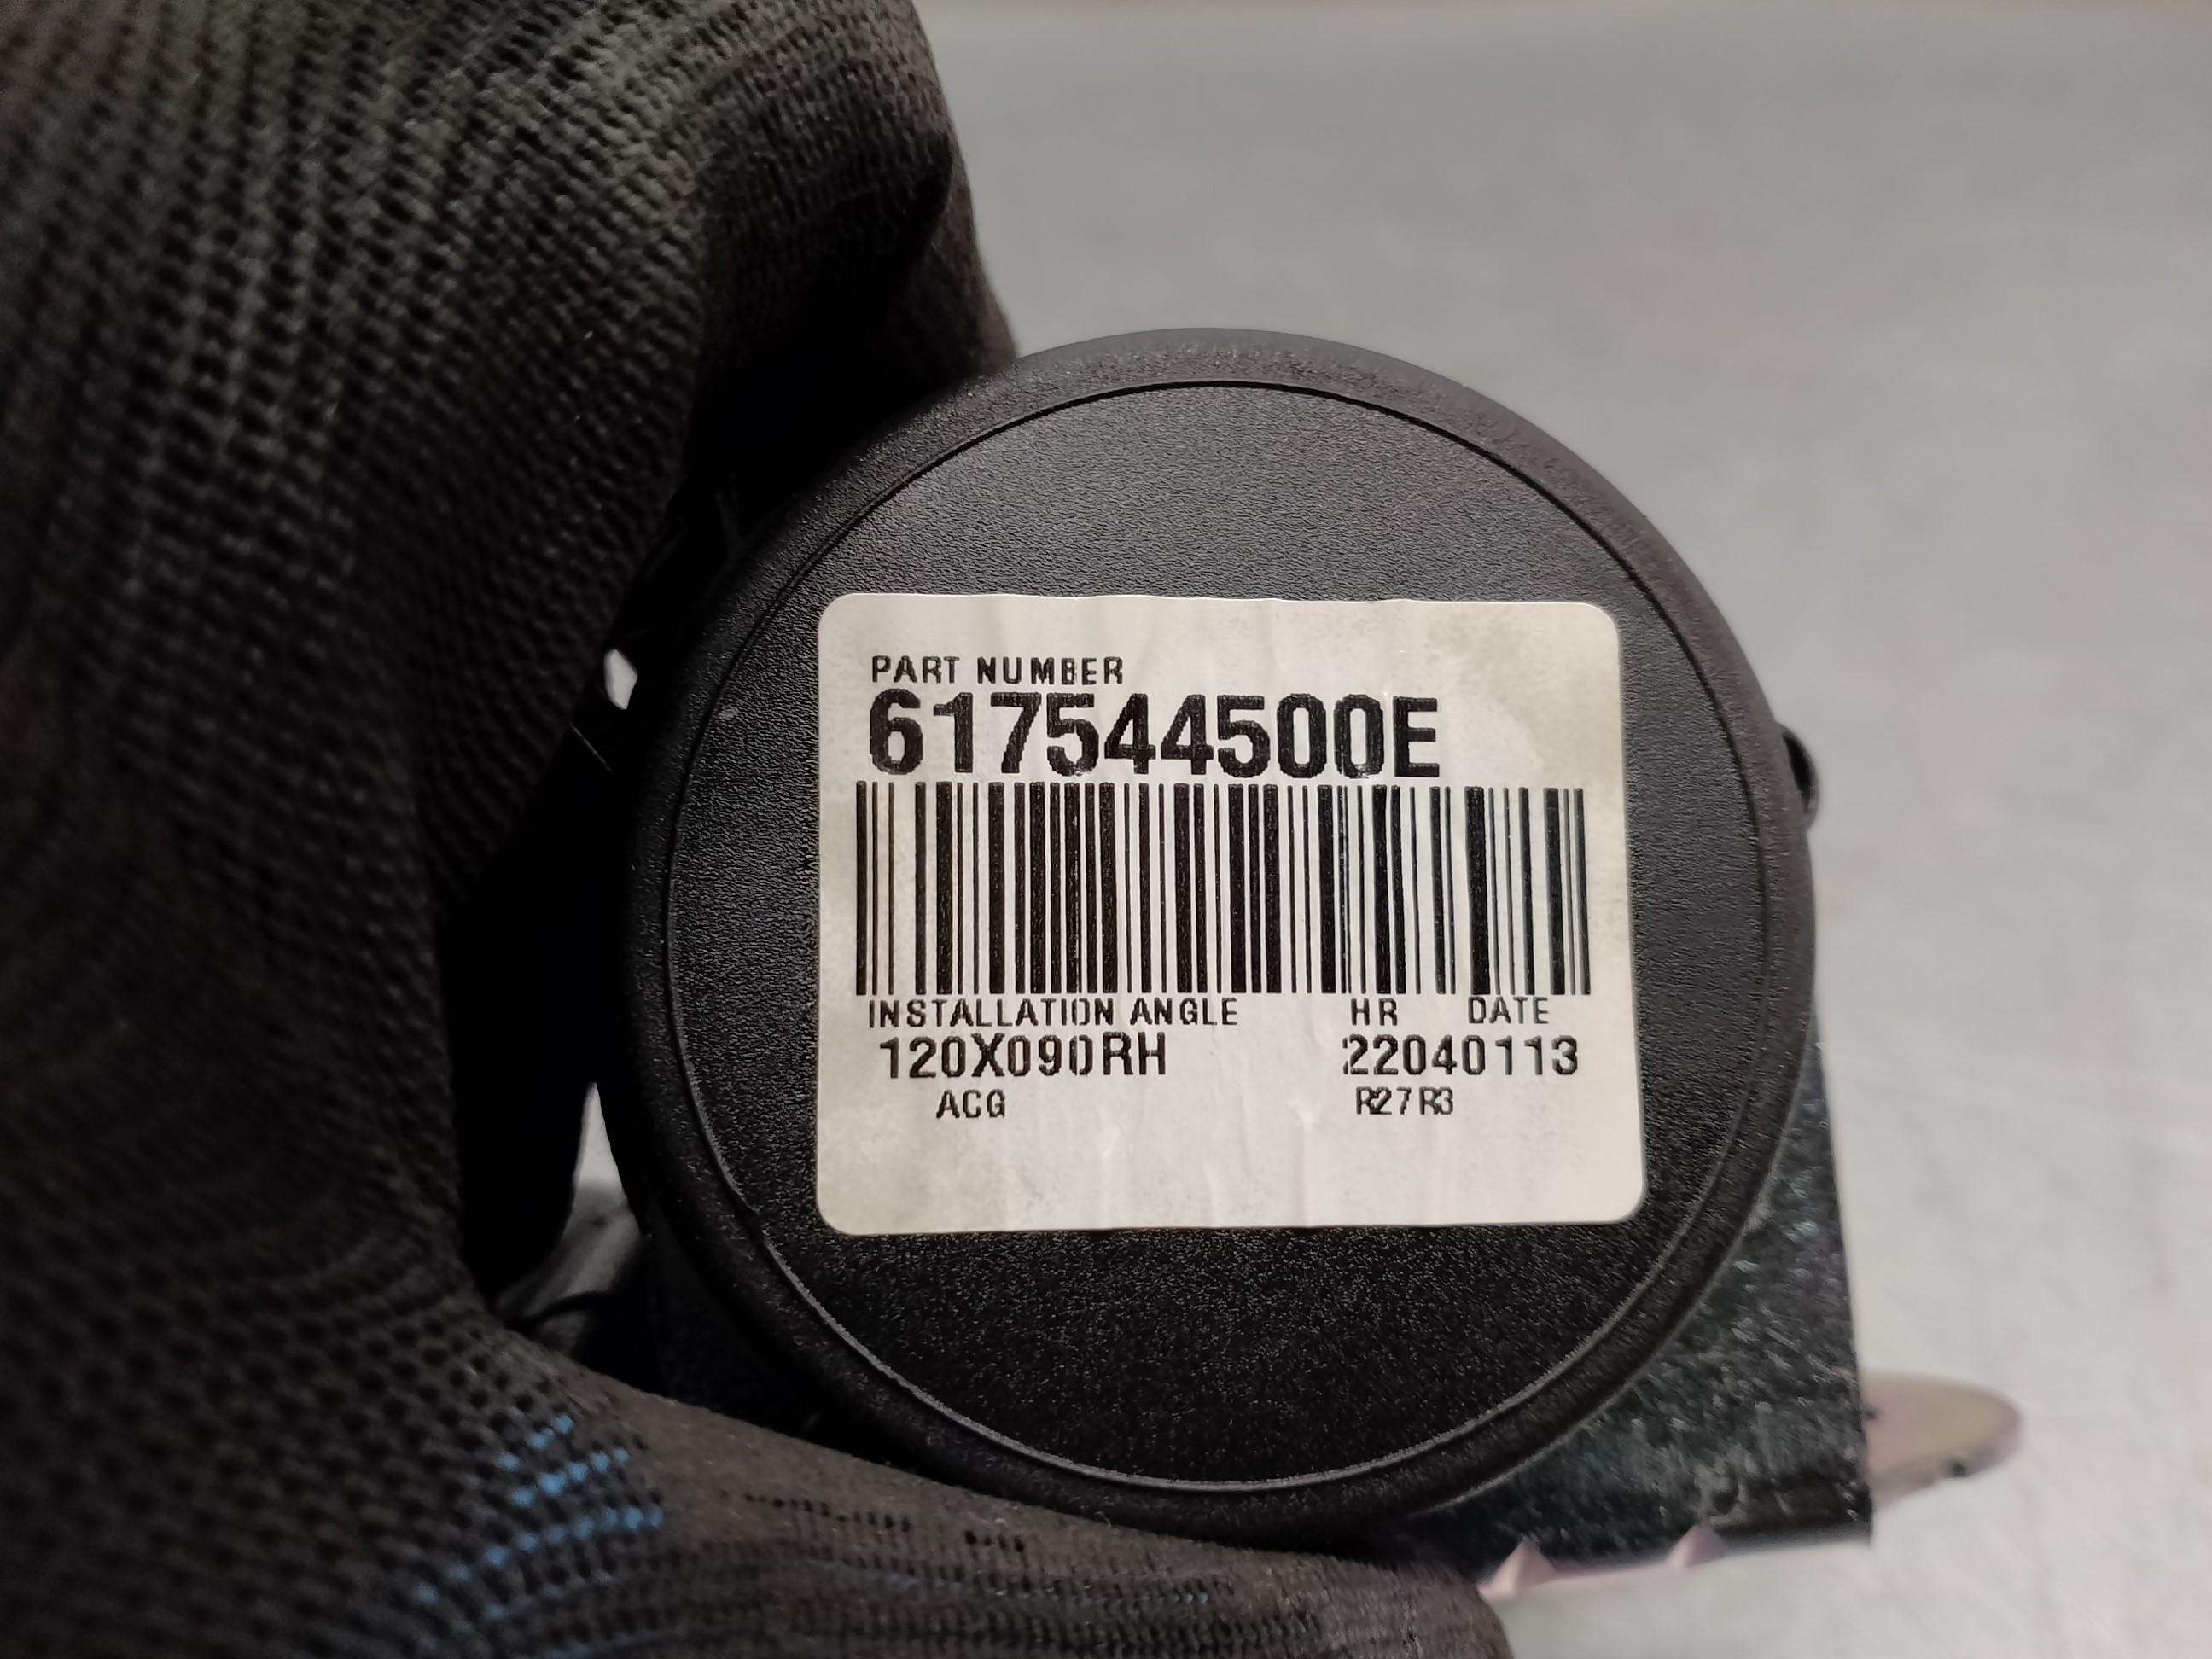 PART NUMBER
617544500E
INSTALLATION ANGLE HR DATE
120X090RH 22040113
ACG R27R3